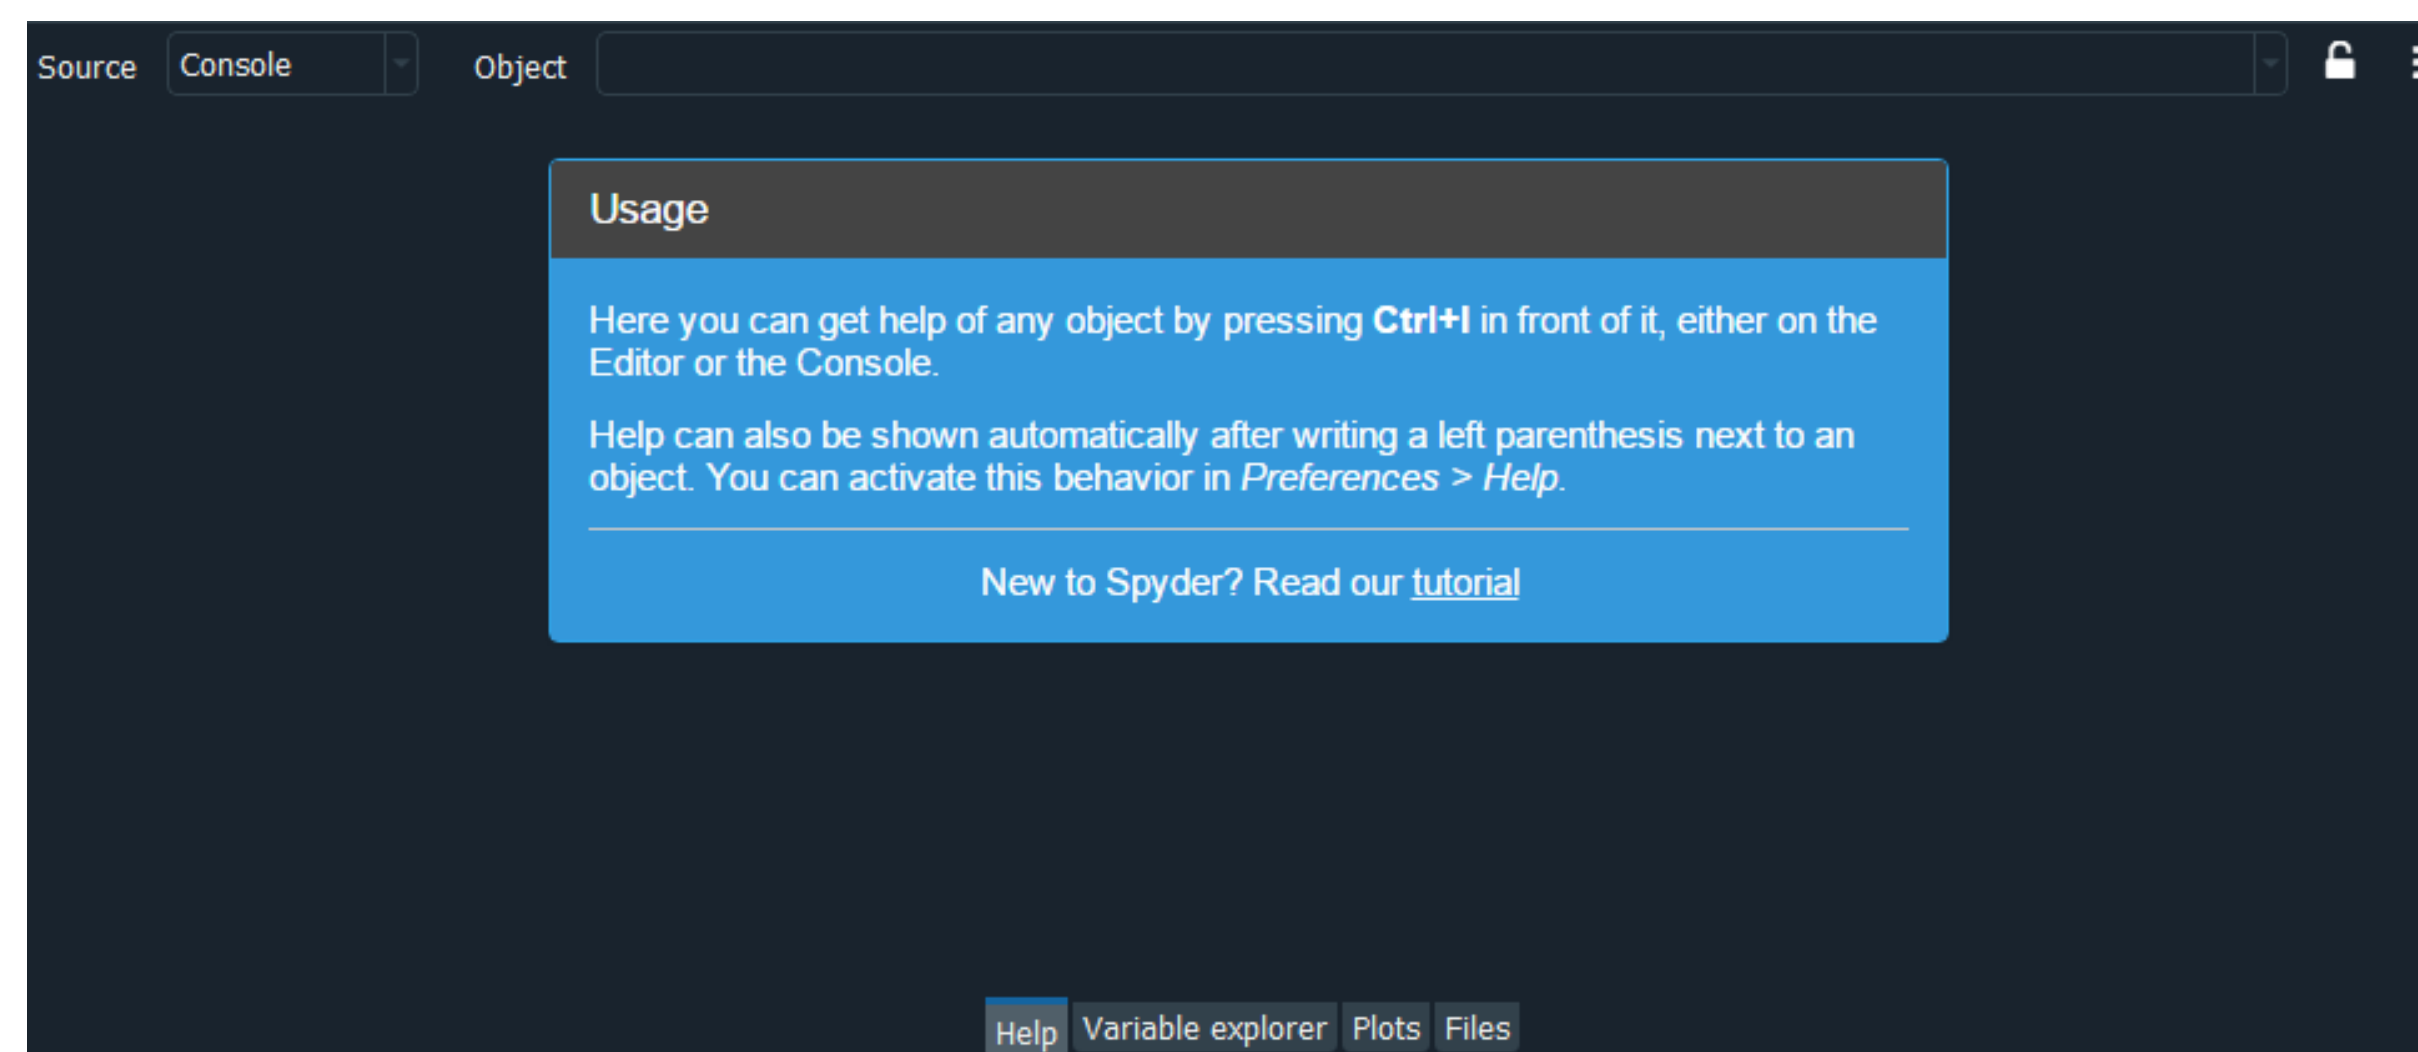 Source Console Object
Usage
Here you can get help of any object by pressing Ctrl+I in front of it, either on the
Editor or the Console.
Help can also be shown automatically after writing a left parenthesis next to an
object. You can activate this behavior in Preferences > Help.
New to Spyder? Read our tutorial
Help Variable explorer Plots Files